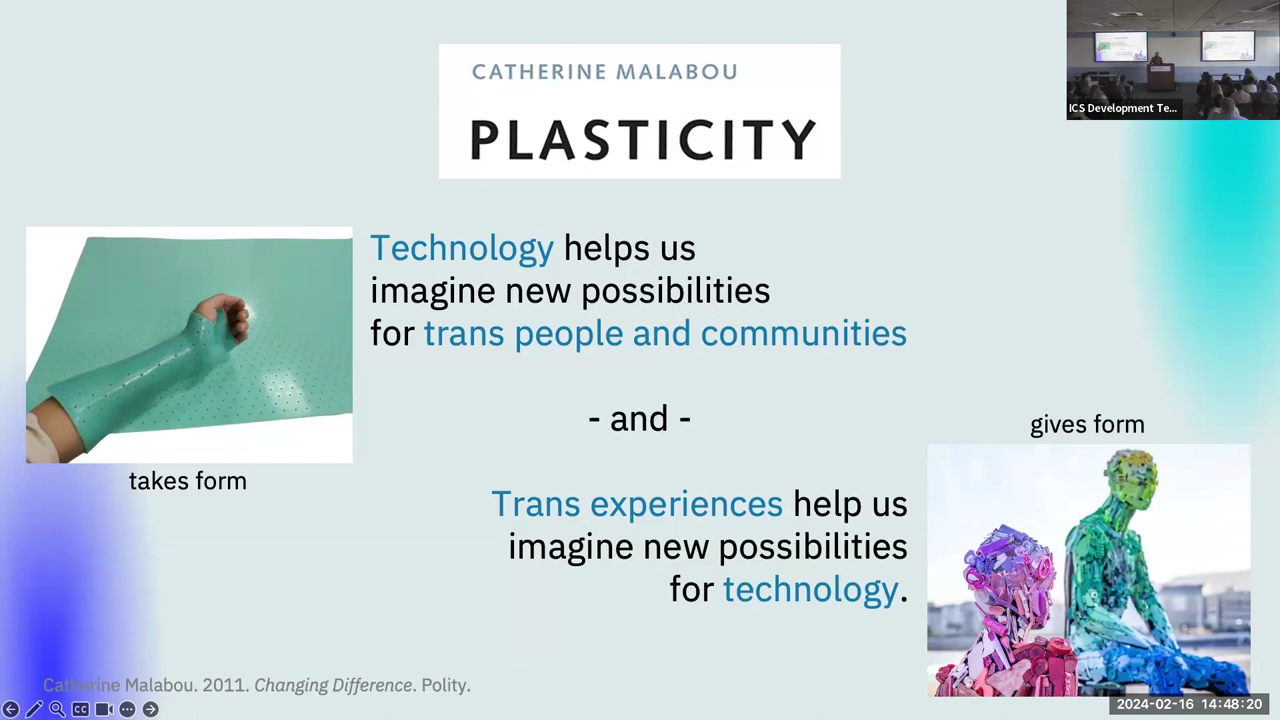 CATHERINE MALABOU
PLASTICITY
ICS Development Te...
Technology helps us
imagine new possibilities
for trans people and communities
- and -
takes form
gives form
Trans experiences help us
imagine new possibilities
for technology.
Catherine Malabou. 2011. Changing Difference. Polity.
CC
2024-02-16 14:48:20